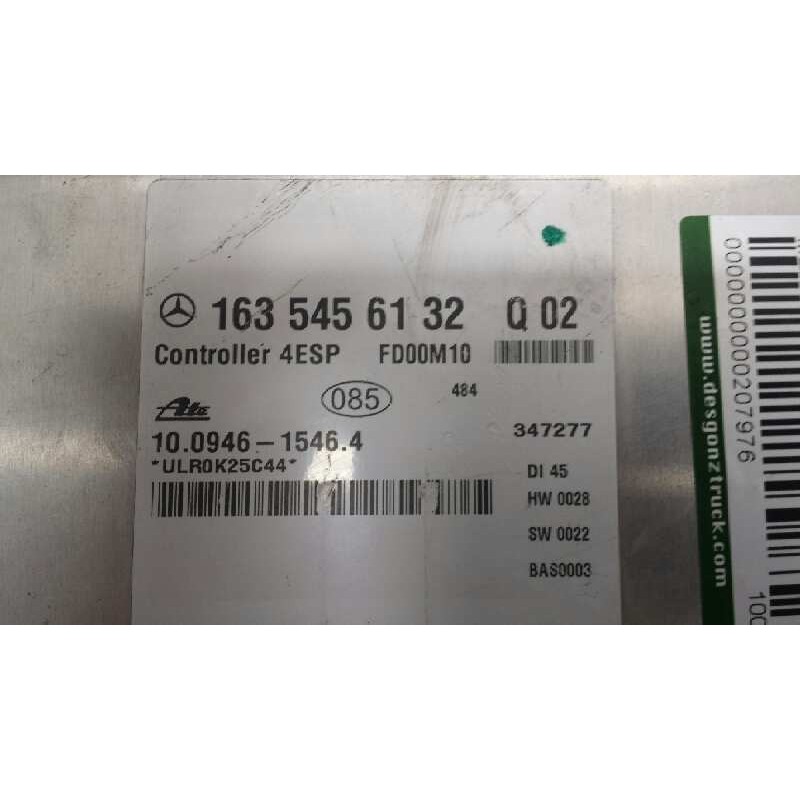 163 545 61 32 Q 02
Controller 4ESP FD00M10
085 484
Ate
10.0946-1546.4 347277
*ULR0K25C44*
DI 45
HW 0028
SW 0022
BAS0003
www.desgonztruck.com
0000000000207976